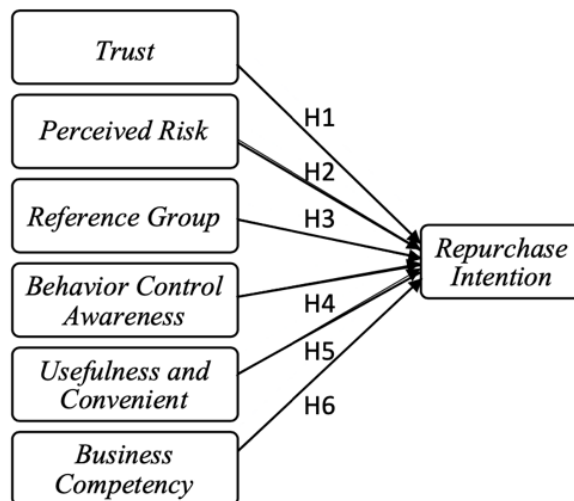 Trust
H1
Perceived Risk
H2
Reference Group
H3
Repurchase
Intention
Behavior Control
Awareness
H4
Usefulness and
Convenient
H5
H6
Business
Competency